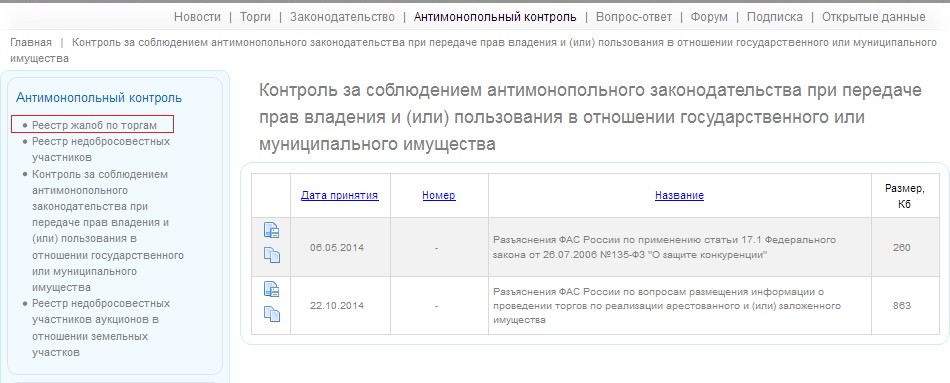 Новости | Торги | Законодательство | Антимонопольный контроль | Вопрос-ответ | Форум | Подписка | Открытые данные
Главная | Контроль за соблюдением антимонопольного законодательства при передаче прав владения и (или) пользования в отношении государственного или муниципального
имущества
Антимонопольный контроль
Реестр жалоб по торгам
Реестр недобросовестных
участников
Контроль за соблюдением
антимонопольного
законодательства при
передаче прав владения и
(или) пользования в
отношении государственного
или муниципального
имущества
Реестр недобросовестных
участников аукционов в
отношении земельных
участков
Контроль за соблюдением антимонопольного законодательства при передаче
прав владения и (или) пользования в отношении государственного или
муниципального имущества
Дата принятия Номер Название Размер,
Кб
06.05.2014 - Разъяснения ФАС России по применению статьи 17.1 Федерального
закона от 26.07.2006 №135-ФЗ "О защите конкуренции" 260
22.10.2014 - Разъяснения ФАС России по вопросам размещения информации о
проведении торгов по реализации арестованного и (или) заложенного
имущества 863